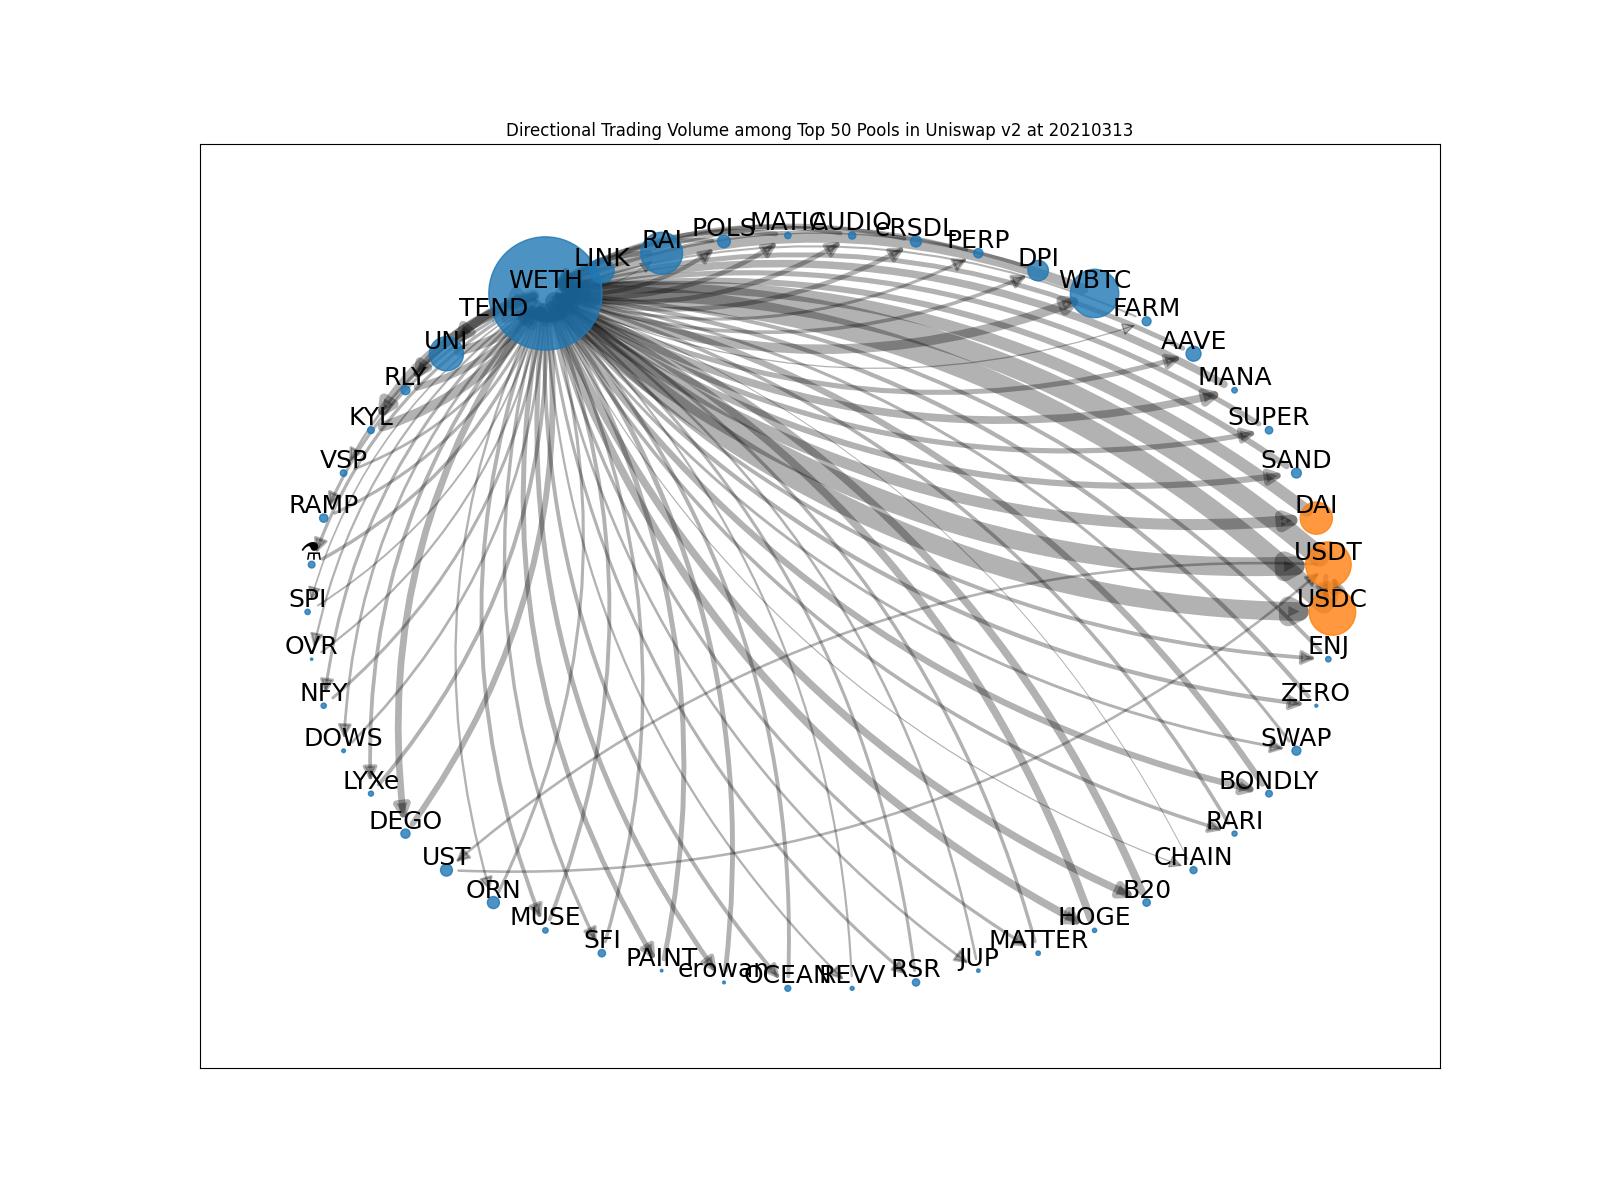 Directional Trading Volume among Top 50 Pools in Uniswap v2 at 20210313
MATIC AUDIO
POLS CRSDL
RAI PERP
LINK DPI
WETH WBTC
TEND FARM
UNI AAVE
RLY MANA
KYL SUPER
VSP SAND
RAMP DAI
⚗ USDT
SPI USDC
OVR ENJ
NFY ZERO
DOWS SWAP
LYXe BONDLY
DEGO RARI
UST CHAIN
ORN B20
MUSE HOGE
SFI MATTER
PAINT JUP
erowan RSR
OCEAN REVV